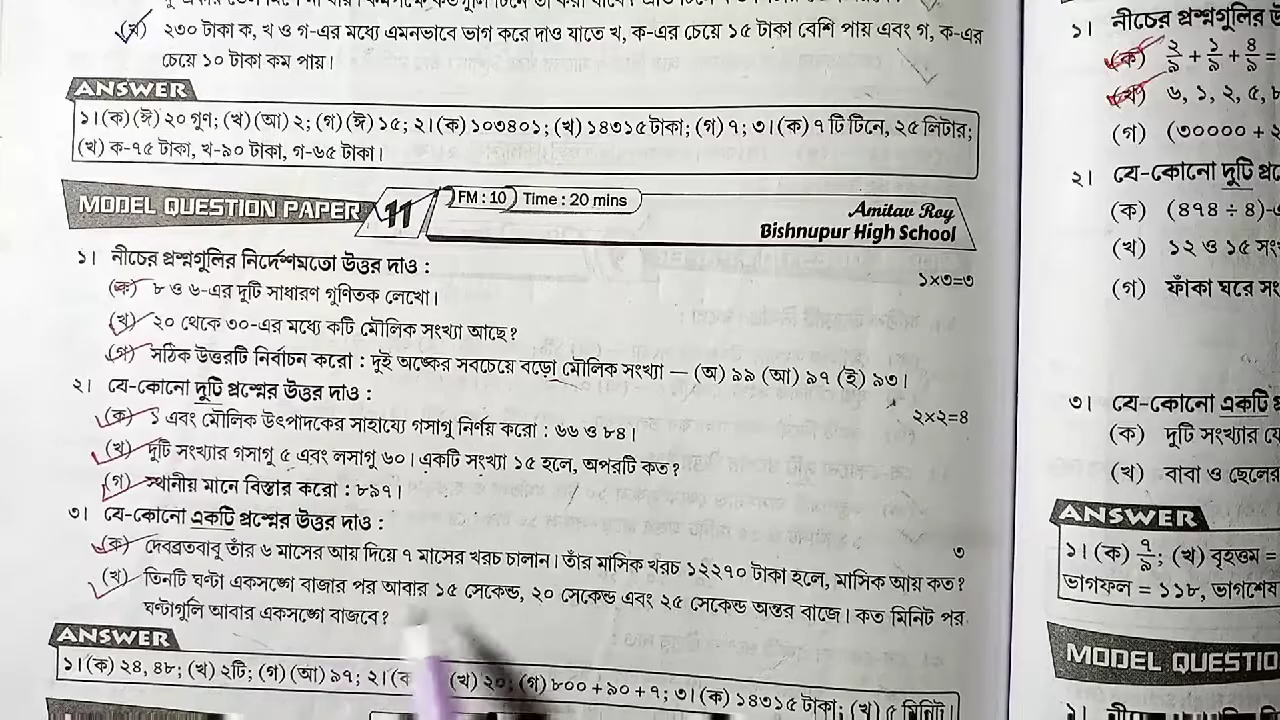 (খ) ২৩০ টাকা ক, খ ও গ-এর মধ্যে এমনভাবে ভাগ করে দাও যাতে খ, ক-এর চেয়ে ১৫ টাকা বেশি পায় এবং গ, ক-এর
চেয়ে ১০ টাকা কম পায়।
ANSWER
১। (ক) (ঈ) ২০ গুণ; (খ) (আ) ২; (গ) (ঈ) ১৫; ২। (ক) ১০৩৪০১; (খ) ১৪৩১৫ টাকা; (গ) ৭; ৩। (ক) ৭ টি টিনে, ২৫ লিটার;
(খ) ক-৭৫ টাকা, খ-৯০ টাকা, গ-৬৫ টাকা।
MODEL QUESTION PAPER 11 FM : 10 Time : 20 mins
Amitav Roy
Bishnupur High School
১। নীচের প্রশ্নগুলির নির্দেশমতো উত্তর দাও : ১×৩=৩
(ক) ৮ ও ৬-এর দুটি সাধারণ গুণিতক লেখো।
(খ) ২০ থেকে ৩০-এর মধ্যে কটি মৌলিক সংখ্যা আছে?
(গ) সঠিক উত্তরটি নির্বাচন করো : দুই অঙ্কের সবচেয়ে বড়ো মৌলিক সংখ্যা — (অ) ৯৯ (আ) ৯৭ (ই) ৯৩।
২। যে-কোনো দুটি প্রশ্নের উত্তর দাও : ২×২=৪
(ক) ১ এবং মৌলিক উৎপাদকের সাহায্যে গসাগু নির্ণয় করো : ৬৬ ও ৮৪।
(খ) দুটি সংখ্যার গসাগু ৫ এবং লসাগু ৬০। একটি সংখ্যা ১৫ হলে, অপরটি কত?
(গ) স্থানীয় মানে বিস্তার করো : ৮৯৭।
৩। যে-কোনো একটি প্রশ্নের উত্তর দাও : ৩
(ক) দেবব্রতবাবু তাঁর ৬ মাসের আয় দিয়ে ৭ মাসের খরচ চালান। তাঁর মাসিক খরচ ১২২৭০ টাকা হলে, মাসিক আয় কত?
(খ) তিনটি ঘণ্টা একসঙ্গে বাজার পর আবার ১৫ সেকেন্ড, ২০ সেকেন্ড এবং ২৫ সেকেন্ড অন্তর বাজে। কত মিনিট পর
ঘণ্টাগুলি আবার একসঙ্গে বাজবে?
ANSWER
১। (ক) ২৪, ৪৮; (খ) ২টি; (গ) (আ) ৯৭; ২। (ক (খ) ২০; (গ) ৮০০ + ৯০ + ৭; ৩। (ক) ১৪৩১৫ টাকা; (খ) ৫ মিনিট।
১। নীচের প্রশ্নগুলির
(ক) ২/৯ + ১/৯ + ৪/৯ =
(খ) ৬, ১, ২, ৫, ৮
(গ) (৩০০০০ +
২। যে-কোনো দুটি
(ক) (৪৭৪ ÷ ৪)
(খ) ১২ ও ১৫
(গ) ফাঁকা ঘরে
৩। যে-কোনো একটি
(ক) দুটি সংখ্যার
(খ) বাবা ও ছেলের
ANSWER
১। (ক) ৭/৯; (খ) বৃহত্তম =
ভাগফল = ১১৮, ভাগশেষ
MODEL QUESTIO